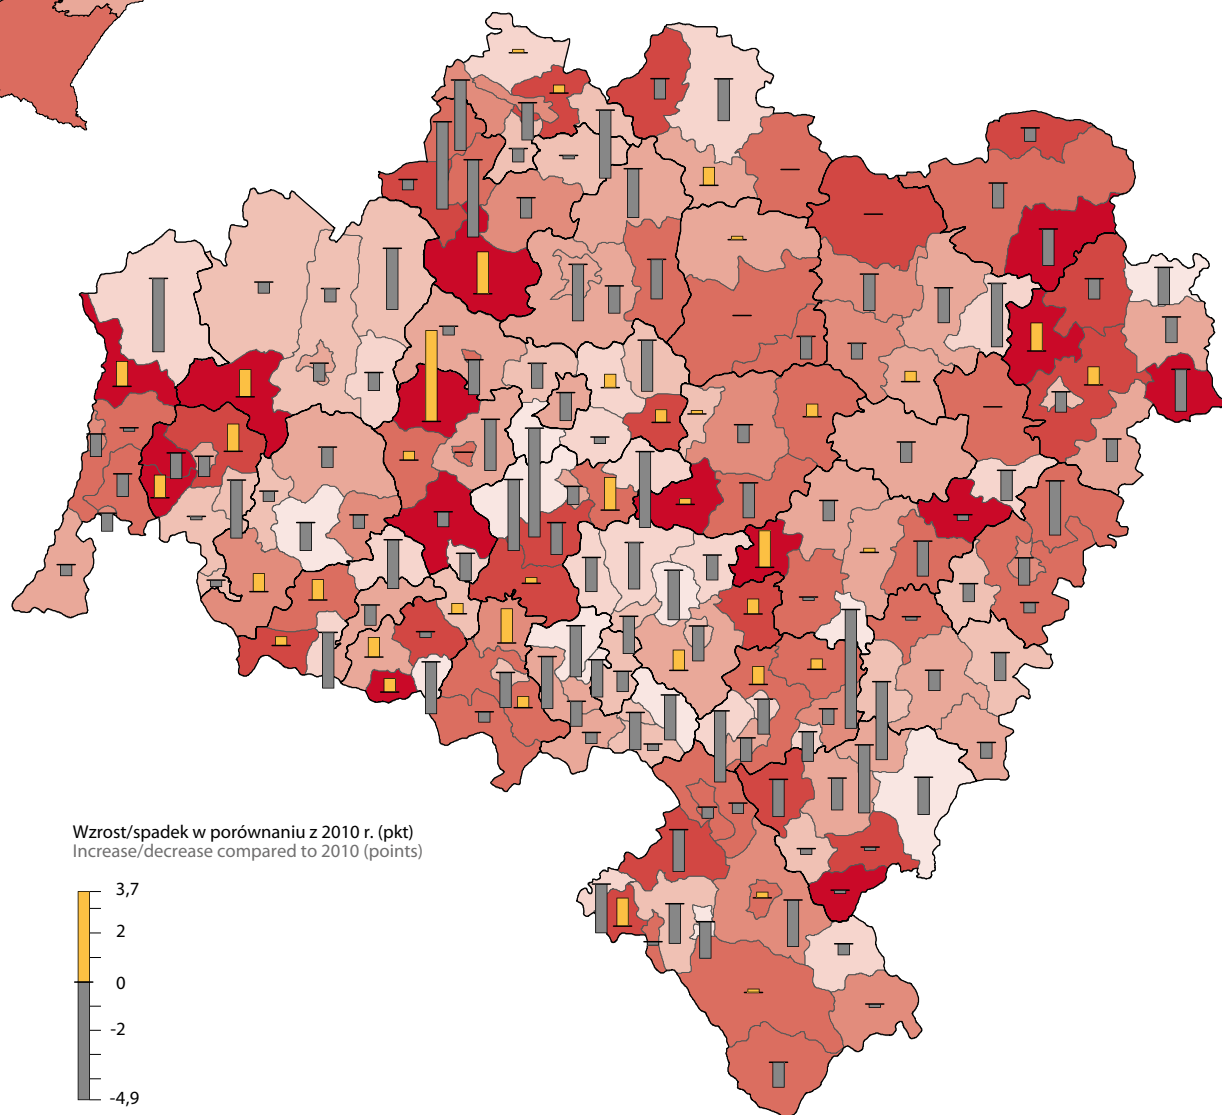 Wzrost/spadek w porównaniu z 2010 r. (pkt)
Increase/decrease compared to 2010 (points)
3,7
2
0
-2
-4,9